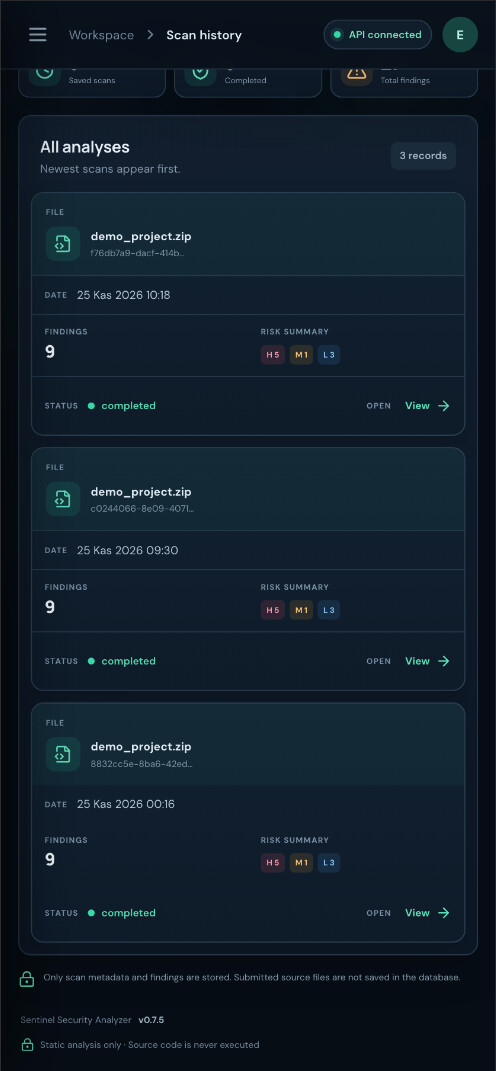 Workspace > Scan history
API connected
E
Saved scans
Completed
Total findings
All analyses
Newest scans appear first.
3 records
FILE
demo_project.zip
f76db7a9-dacf-414b…
DATE 25 Kas 2026 10:18
FINDINGS
9
RISK SUMMARY
H 5 M 1 L 3
STATUS completed
OPEN View →
FILE
demo_project.zip
c0244066-8e09-4071…
DATE 25 Kas 2026 09:30
FINDINGS
9
RISK SUMMARY
H 5 M 1 L 3
STATUS completed
OPEN View →
FILE
demo_project.zip
8832cc5e-8ba6-42ed…
DATE 25 Kas 2026 00:16
FINDINGS
9
RISK SUMMARY
H 5 M 1 L 3
STATUS completed
OPEN View →
Only scan metadata and findings are stored. Submitted source files are not saved in the database.
Sentinel Security Analyzer v0.7.5
Static analysis only · Source code is never executed